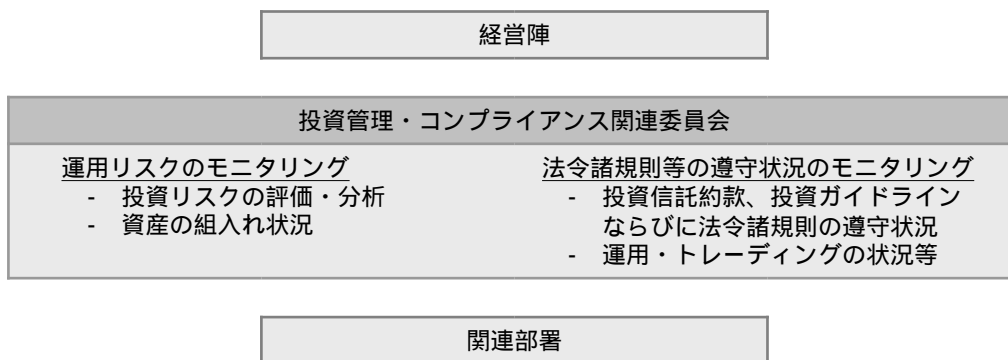 経営陣
投資管理・コンプライアンス関連委員会
運用リスクのモニタリング
- 投資リスクの評価・分析
- 資産の組入れ状況
法令諸規則等の遵守状況のモニタリング
- 投資信託約款、投資ガイドライン
ならびに法令諸規則の遵守状況
- 運用・トレーディングの状況等
関連部署